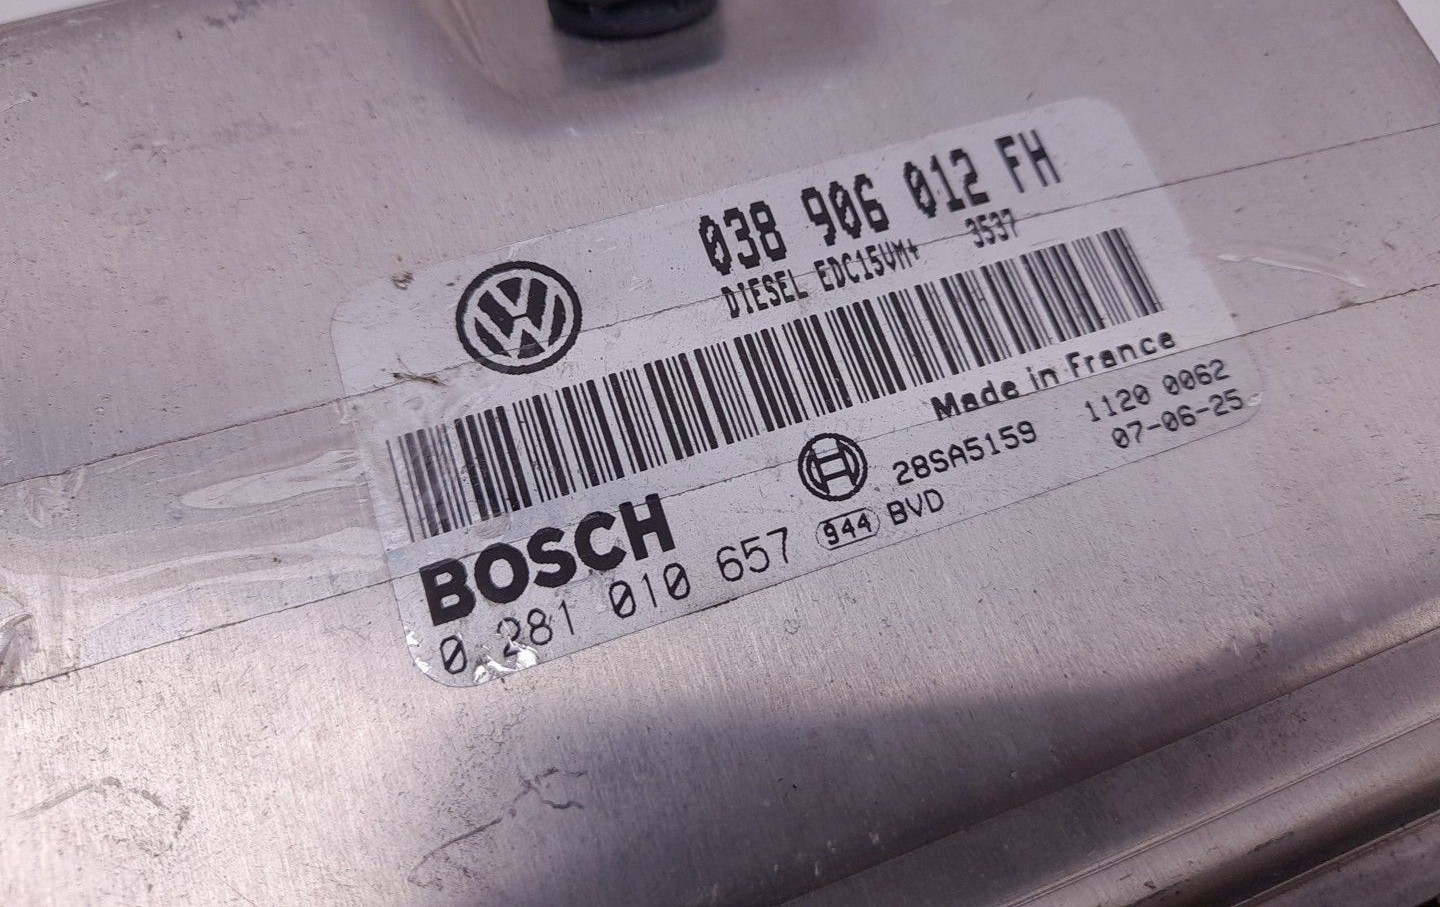 038 906 012 FH
DIESEL EDC15VM+ 3537
Made in France
BOSCH
28SA5159 1120 0062
0 281 010 657 944 BVD 07-06-25